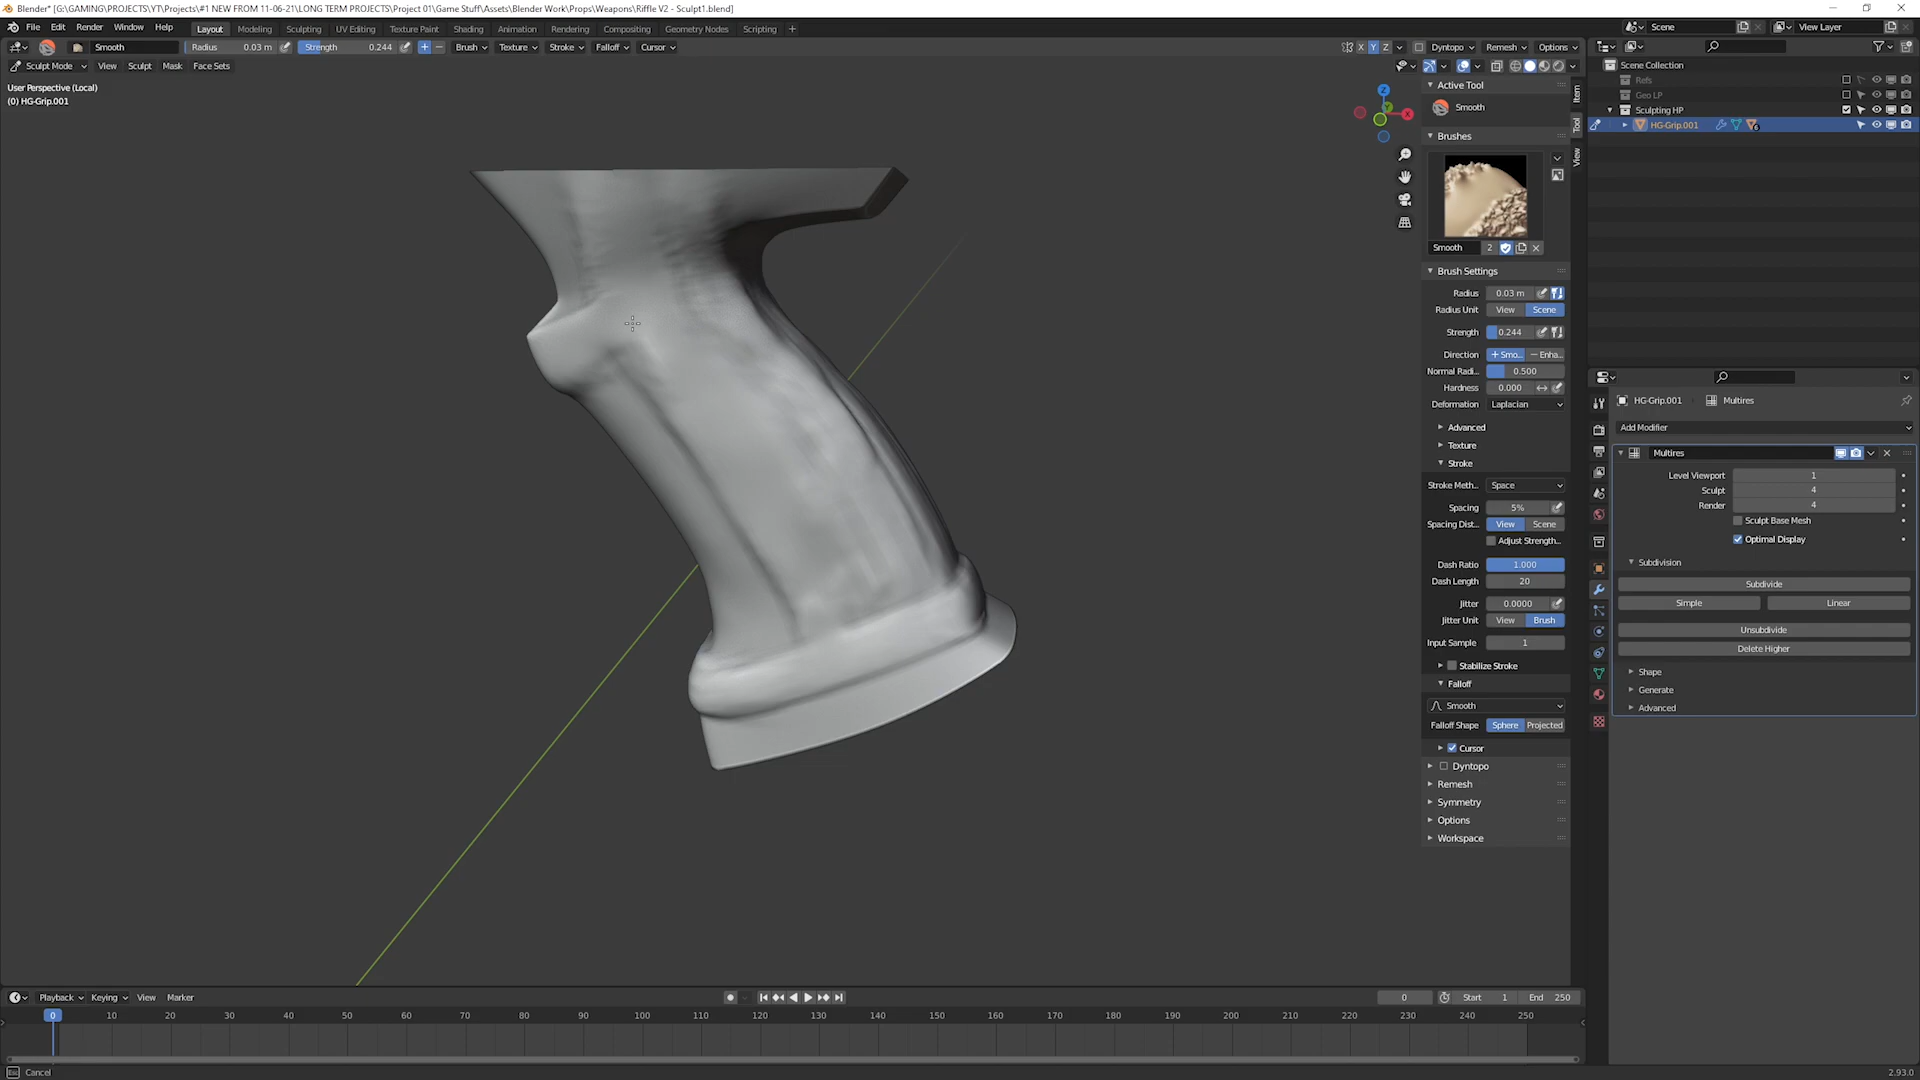 Blender* [G:\GAMING\PROJECTS\YT\Projects\#1 NEW FROM 11-06-21\LONG TERM PROJECTS\Project 01\Game Stuff\Assets\Blender Work\Props\Weapons\Riffle V2 - Sculpt1.blend]
File Edit Render Window Help Layout Modeling Sculpting UV Editing Texture Paint Shading Animation Rendering Compositing Geometry Nodes Scripting +
Scene View Layer
Smooth Radius 0.03 m Strength 0.244 + − Brush Texture Stroke Falloff Cursor X Y Z Dyntopo Remesh Options
Sculpt Mode View Sculpt Mask Face Sets
User Perspective (Local)
(0) HG-Grip.001
Z
Y
X
Active Tool
Smooth
Brushes
Smooth 2
Brush Settings
Radius 0.03 m
Radius Unit View Scene
Strength 0.244
Direction + Smo... − Enha...
Normal Radi... 0.500
Hardness 0.000
Deformation Laplacian
Advanced
Texture
Stroke
Stroke Meth.. Space
Spacing 5%
Spacing Dist... View Scene
Adjust Strength...
Dash Ratio 1.000
Dash Length 20
Jitter 0.0000
Jitter Unit View Brush
Input Sample 1
Stabilize Stroke
Falloff
Smooth
Falloff Shape Sphere Projected
Cursor
Dyntopo
Remesh
Symmetry
Options
Workspace
Item
Tool
View
Scene Collection
Refs
Geo LP
Sculpting HP
HG-Grip.001
HG-Grip.001 Multires
Add Modifier
Multires
Level Viewport 1
Sculpt 4
Render 4
Sculpt Base Mesh
Optimal Display
Subdivision
Subdivide
Simple Linear
Unsubdivide
Delete Higher
Shape
Generate
Advanced
Playback Keying View Marker 0 Start 1 End 250
0 10 20 30 40 50 60 70 80 90 100 110 120 130 140 150 160 170 180 190 200 210 220 230 240 250
Esc Cancel
2.93.0